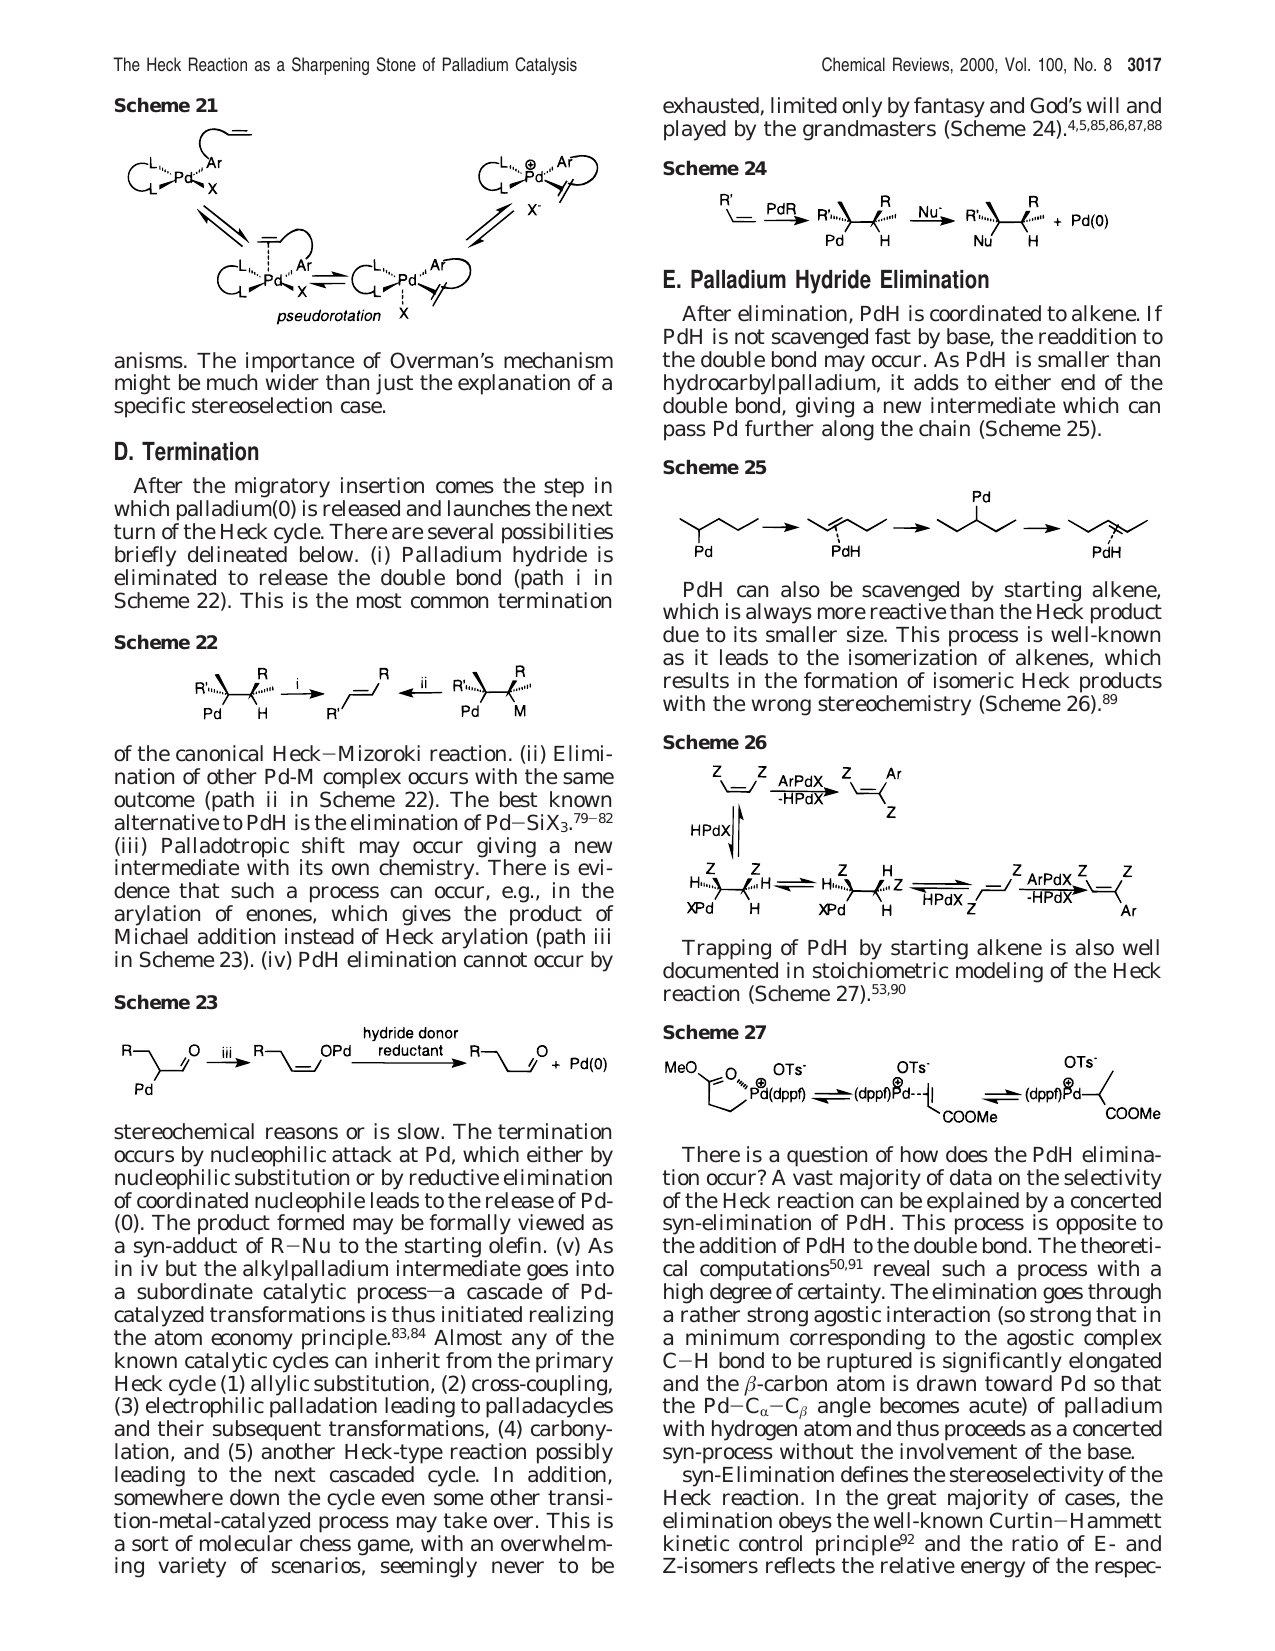 The Heck Reaction as a Sharpening Stone of Palladium Catalysis
Chemical Reviews, 2000, Vol. 100, No. 8 3017
Scheme 21
L
L
Pd
Ar
X
L
L
Pd
⊕
Ar
X-
L
L
Pd
Ar
X
L
L
Pd
Ar
X
pseudorotation
anisms. The importance of Overman's mechanism
might be much wider than just the explanation of a
specific stereoselection case.
D. Termination
After the migratory insertion comes the step in
which palladium(0) is released and launches the next
turn of the Heck cycle. There are several possibilities
briefly delineated below. (i) Palladium hydride is
eliminated to release the double bond (path i in
Scheme 22). This is the most common termination
Scheme 22
R' R i R ii R' R
Pd H R' Pd M
of the canonical Heck−Mizoroki reaction. (ii) Elimi-
nation of other Pd-M complex occurs with the same
outcome (path ii in Scheme 22). The best known
alternative to PdH is the elimination of Pd−SiX3.79−82
(iii) Palladotropic shift may occur giving a new
intermediate with its own chemistry. There is evi-
dence that such a process can occur, e.g., in the
arylation of enones, which gives the product of
Michael addition instead of Heck arylation (path iii
in Scheme 23). (iv) PdH elimination cannot occur by
Scheme 23
hydride donor
R O iii R OPd reductant R O + Pd(0)
Pd
stereochemical reasons or is slow. The termination
occurs by nucleophilic attack at Pd, which either by
nucleophilic substitution or by reductive elimination
of coordinated nucleophile leads to the release of Pd-
(0). The product formed may be formally viewed as
a syn-adduct of R−Nu to the starting olefin. (v) As
in iv but the alkylpalladium intermediate goes into
a subordinate catalytic process—a cascade of Pd-
catalyzed transformations is thus initiated realizing
the atom economy principle.83,84 Almost any of the
known catalytic cycles can inherit from the primary
Heck cycle (1) allylic substitution, (2) cross-coupling,
(3) electrophilic palladation leading to palladacycles
and their subsequent transformations, (4) carbony-
lation, and (5) another Heck-type reaction possibly
leading to the next cascaded cycle. In addition,
somewhere down the cycle even some other transi-
tion-metal-catalyzed process may take over. This is
a sort of molecular chess game, with an overwhelm-
ing variety of scenarios, seemingly never to be
exhausted, limited only by fantasy and God's will and
played by the grandmasters (Scheme 24).4,5,85,86,87,88
Scheme 24
R' PdR R' R Nu- R' R + Pd(0)
Pd H Nu H
E. Palladium Hydride Elimination
After elimination, PdH is coordinated to alkene. If
PdH is not scavenged fast by base, the readdition to
the double bond may occur. As PdH is smaller than
hydrocarbylpalladium, it adds to either end of the
double bond, giving a new intermediate which can
pass Pd further along the chain (Scheme 25).
Scheme 25
Pd
Pd PdH PdH
PdH can also be scavenged by starting alkene,
which is always more reactive than the Heck product
due to its smaller size. This process is well-known
as it leads to the isomerization of alkenes, which
results in the formation of isomeric Heck products
with the wrong stereochemistry (Scheme 26).89
Scheme 26
Z Z ArPdX Z Ar
-HPdX Z
HPdX
Z Z Z H Z ArPdX Z Z
H H H Z HPdX Z -HPdX
XPd H XPd H Ar
Trapping of PdH by starting alkene is also well
documented in stoichiometric modeling of the Heck
reaction (Scheme 27).53,90
Scheme 27
MeO O OTs- OTs- OTs-
⊕ ⊕ ⊕
Pd(dppf) (dppf)Pd (dppf)Pd
COOMe COOMe
There is a question of how does the PdH elimina-
tion occur? A vast majority of data on the selectivity
of the Heck reaction can be explained by a concerted
syn-elimination of PdH. This process is opposite to
the addition of PdH to the double bond. The theoreti-
cal computations50,91 reveal such a process with a
high degree of certainty. The elimination goes through
a rather strong agostic interaction (so strong that in
a minimum corresponding to the agostic complex
C−H bond to be ruptured is significantly elongated
and the β-carbon atom is drawn toward Pd so that
the Pd−Cα−Cβ angle becomes acute) of palladium
with hydrogen atom and thus proceeds as a concerted
syn-process without the involvement of the base.
syn-Elimination defines the stereoselectivity of the
Heck reaction. In the great majority of cases, the
elimination obeys the well-known Curtin−Hammett
kinetic control principle92 and the ratio of E- and
Z-isomers reflects the relative energy of the respec-